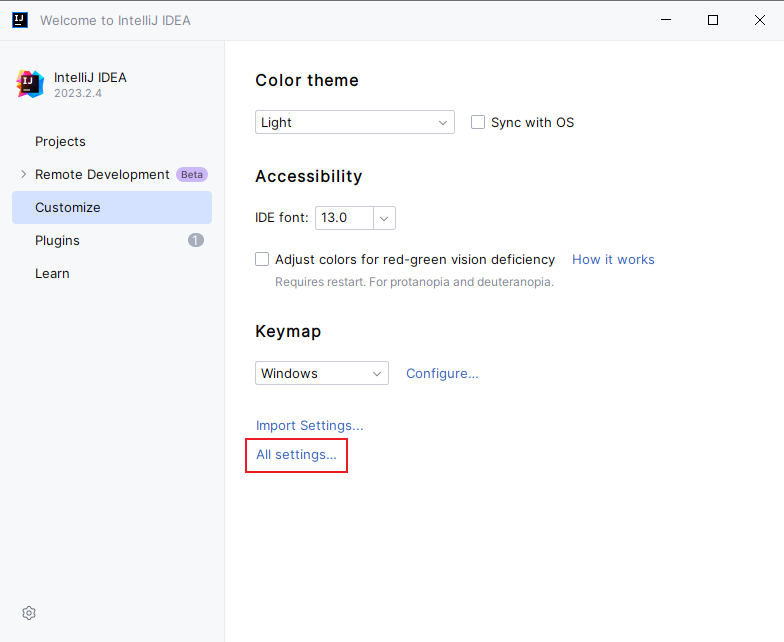 IJ
Welcome to IntelliJ IDEA
IJ
IntelliJ IDEA
2023.2.4
Projects
Remote Development Beta
Customize
Plugins 1
Learn
Color theme
Light
Sync with OS
Accessibility
IDE font: 13.0
Adjust colors for red-green vision deficiency How it works
Requires restart. For protanopia and deuteranopia.
Keymap
Windows Configure...
Import Settings...
All settings...